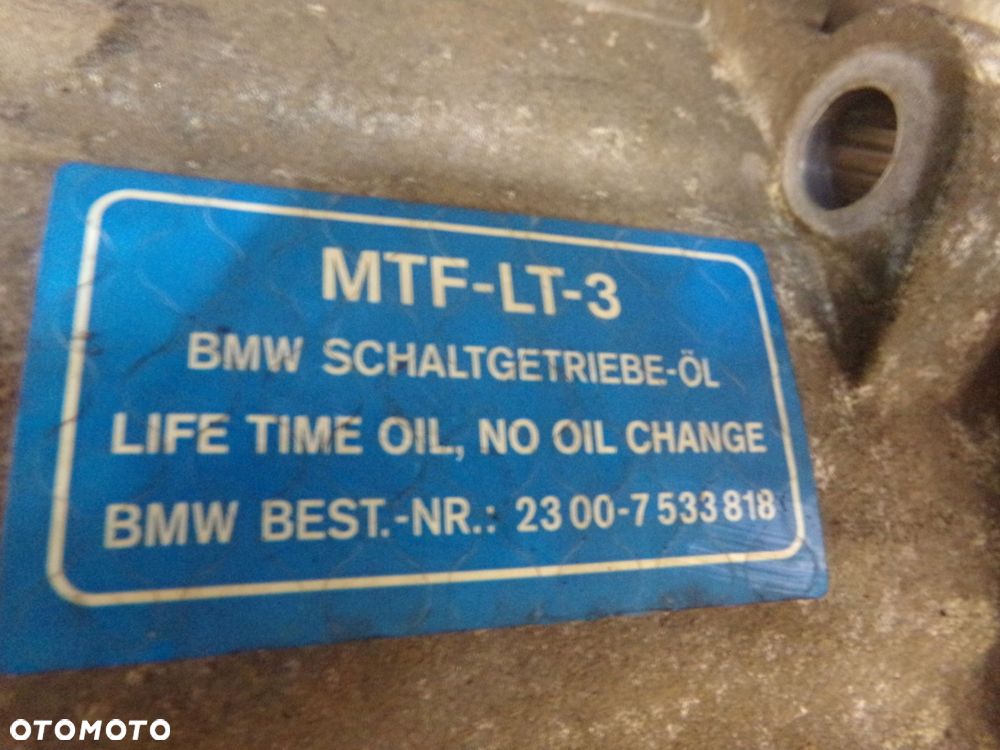 MTF-LT-3
BMW SCHALTGETRIEBE-ÖL
LIFE TIME OIL, NO OIL CHANGE
BMW BEST.-NR.: 23 00-7 533 818
OTOMOTO